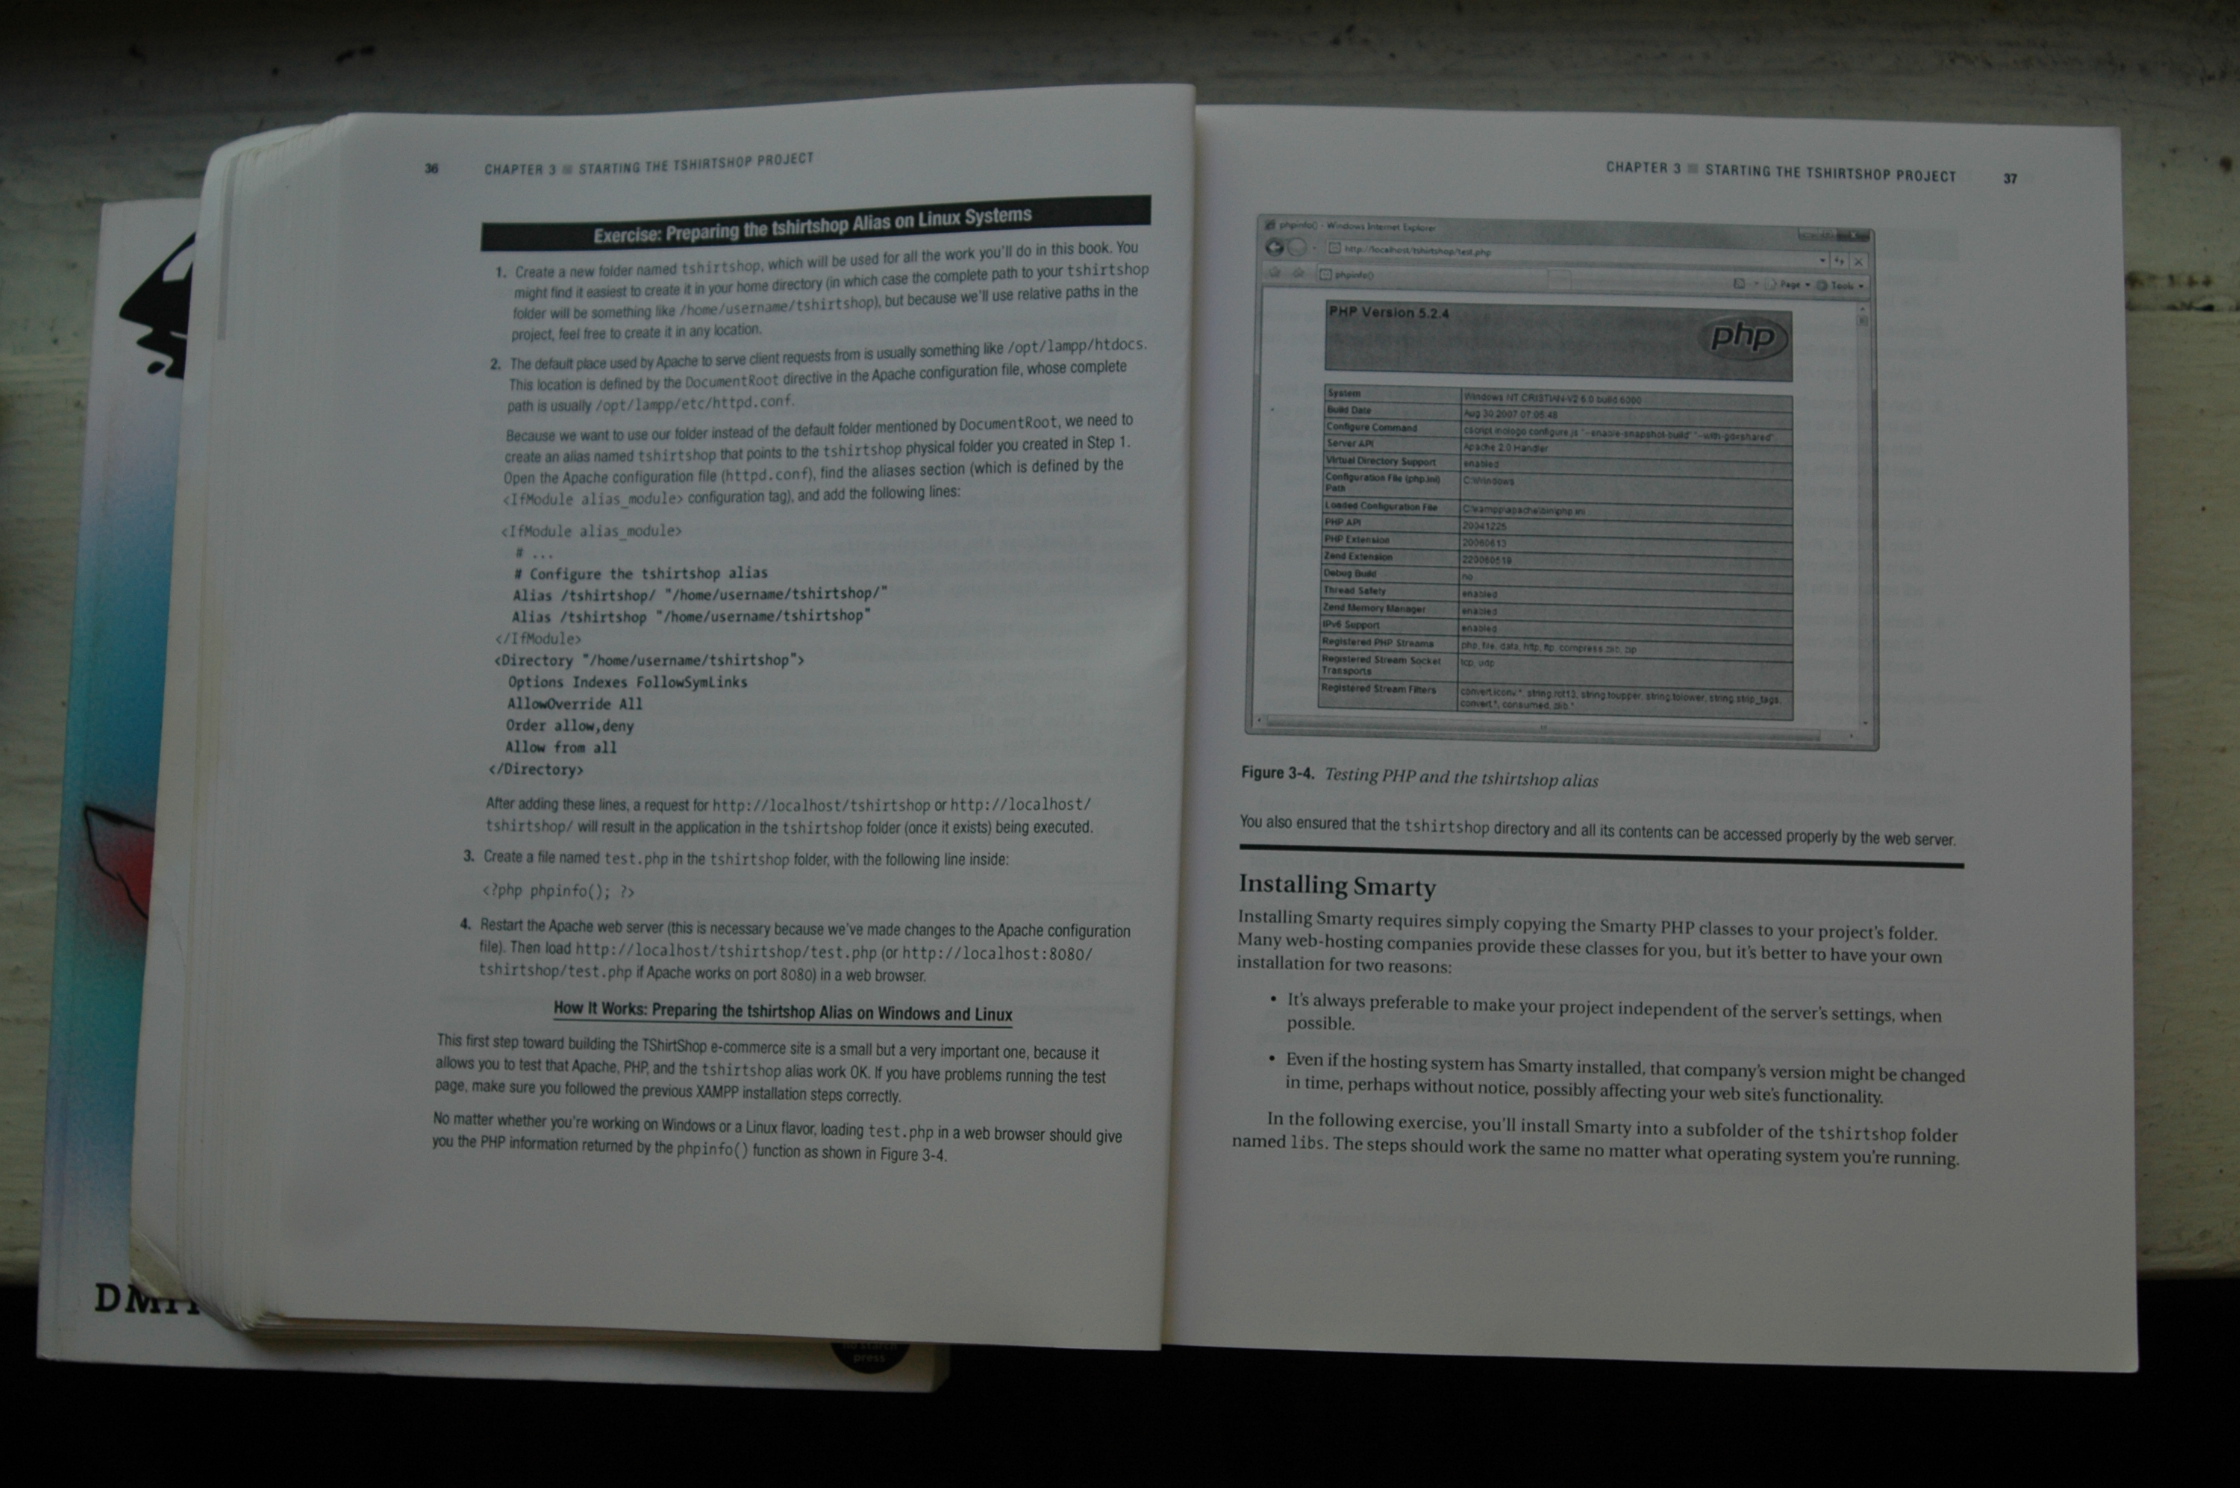 36 CHAPTER 3 ■ STARTING THE TSHIRTSHOP PROJECT
Exercise: Preparing the tshirtshop Alias on Linux Systems
1. Create a new folder named tshirtshop, which will be used for all the work you'll do in this book. You
might find it easiest to create it in your home directory (in which case the complete path to your tshirtshop
folder will be something like /home/username/tshirtshop), but because we'll use relative paths in the
project, feel free to create it in any location.
2. The default place used by Apache to serve client requests from is usually something like /opt/lampp/htdocs.
This location is defined by the DocumentRoot directive in the Apache configuration file, whose complete
path is usually /opt/lampp/etc/httpd.conf.
Because we want to use our folder instead of the default folder mentioned by DocumentRoot, we need to
create an alias named tshirtshop that points to the tshirtshop physical folder you created in Step 1.
Open the Apache configuration file (httpd.conf), find the aliases section (which is defined by the
<IfModule alias_module> configuration tag), and add the following lines:
<IfModule alias_module>
# ...
# Configure the tshirtshop alias
Alias /tshirtshop/ "/home/username/tshirtshop/"
Alias /tshirtshop "/home/username/tshirtshop"
</IfModule>
<Directory "/home/username/tshirtshop">
Options Indexes FollowSymLinks
AllowOverride All
Order allow,deny
Allow from all
</Directory>
After adding these lines, a request for http://localhost/tshirtshop or http://localhost/
tshirtshop/ will result in the application in the tshirtshop folder (once it exists) being executed.
3. Create a file named test.php in the tshirtshop folder, with the following line inside:
<?php phpinfo(); ?>
4. Restart the Apache web server (this is necessary because we've made changes to the Apache configuration
file). Then load http://localhost/tshirtshop/test.php (or http://localhost:8080/
tshirtshop/test.php if Apache works on port 8080) in a web browser.
How It Works: Preparing the tshirtshop Alias on Windows and Linux
This first step toward building the TShirtShop e-commerce site is a small but a very important one, because it
allows you to test that Apache, PHP, and the tshirtshop alias work OK. If you have problems running the test
page, make sure you followed the previous XAMPP installation steps correctly.
No matter whether you're working on Windows or a Linux flavor, loading test.php in a web browser should give
you the PHP information returned by the phpinfo() function as shown in Figure 3-4.
CHAPTER 3 ■ STARTING THE TSHIRTSHOP PROJECT 37
phpinfo() - Windows Internet Explorer
http://localhost/tshirtshop/test.php
phpinfo()
Page Tools
PHP Version 5.2.4
php
System Windows NT CRISTIAN-V2 6.0 build 6000
Build Date Aug 30 2007 07:05:48
Configure Command cscript /nologo configure.js "--enable-snapshot-build" "--with-gd=shared"
Server API Apache 2.0 Handler
Virtual Directory Support enabled
Configuration File (php.ini) Path C:\Windows
Loaded Configuration File C:\xampp\apache\bin\php.ini
PHP API 20041225
PHP Extension 20060613
Zend Extension 220060519
Debug Build no
Thread Safety enabled
Zend Memory Manager enabled
IPv6 Support enabled
Registered PHP Streams php, file, data, http, ftp, compress.zlib, zip
Registered Stream Socket Transports tcp, udp
Registered Stream Filters convert.iconv.*, string.rot13, string.toupper, string.tolower, string.strip_tags,
convert.*, consumed, zlib.*
Figure 3-4. Testing PHP and the tshirtshop alias
You also ensured that the tshirtshop directory and all its contents can be accessed properly by the web server.
Installing Smarty
Installing Smarty requires simply copying the Smarty PHP classes to your project's folder.
Many web-hosting companies provide these classes for you, but it's better to have your own
installation for two reasons:
• It's always preferable to make your project independent of the server's settings, when
possible.
• Even if the hosting system has Smarty installed, that company's version might be changed
in time, perhaps without notice, possibly affecting your web site's functionality.
In the following exercise, you'll install Smarty into a subfolder of the tshirtshop folder
named libs. The steps should work the same no matter what operating system you're running.
no starch
press